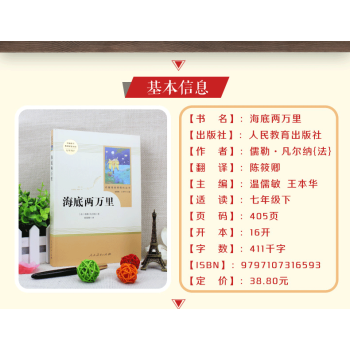 基本信息
【书　名】：海底两万里
【出版社】：人民教育出版社
【作　者】：儒勒·凡尔纳{法}
【翻　译】：陈筱卿
【主　编】：温儒敏 王本华
【适　读】：七年级下
【页　码】：405页
【开　本】：16开
【字　数】：411千字
【ISBN】：9797107316593
【定　价】：38.80元
海底两万里